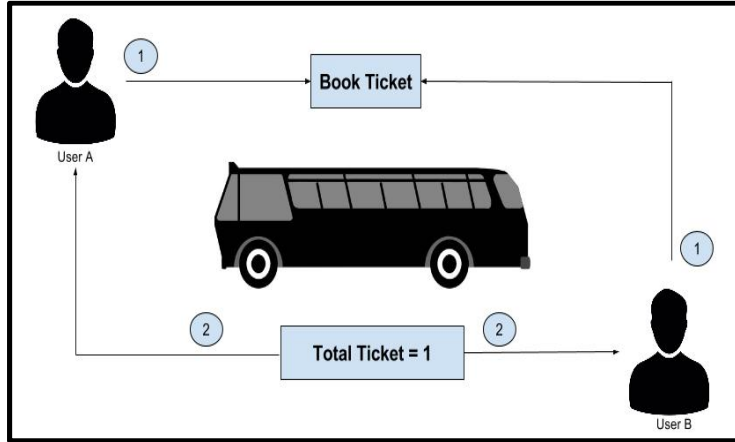 1
Book Ticket
User A
1
2
Total Ticket = 1
2
User B